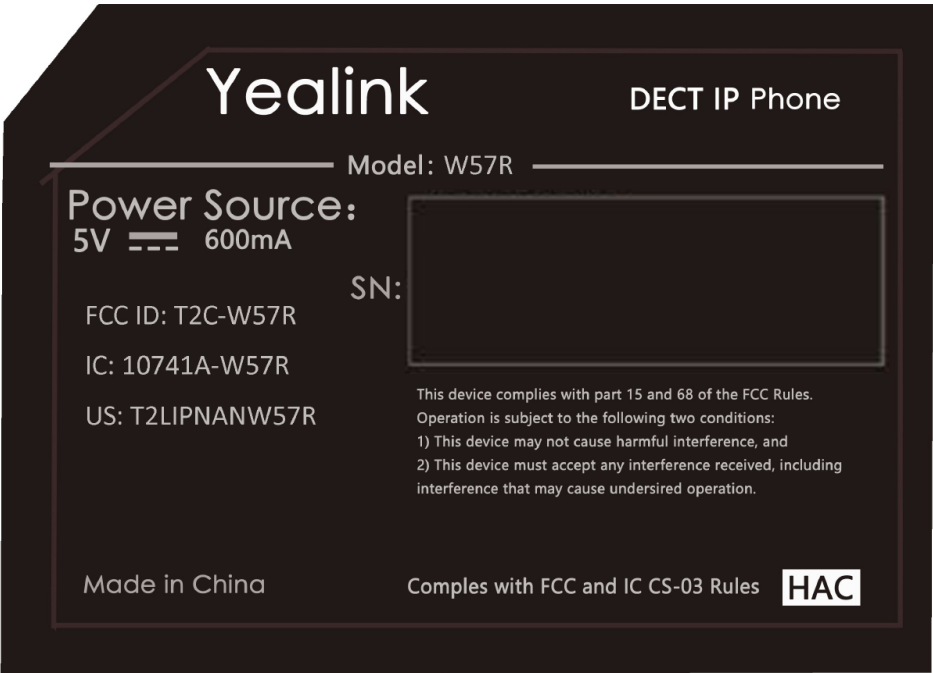 Yealink
DECT IP Phone
Model: W57R
Power Source:
5V ⎓ 600mA
SN:
FCC ID: T2C-W57R
IC: 10741A-W57R
US: T2LIPNANW57R
This device complies with part 15 and 68 of the FCC Rules.
Operation is subject to the following two conditions:
1) This device may not cause harmful interference, and
2) This device must accept any interference received, including
interference that may cause undersired operation.
Made in China
Comples with FCC and IC CS-03 Rules
HAC